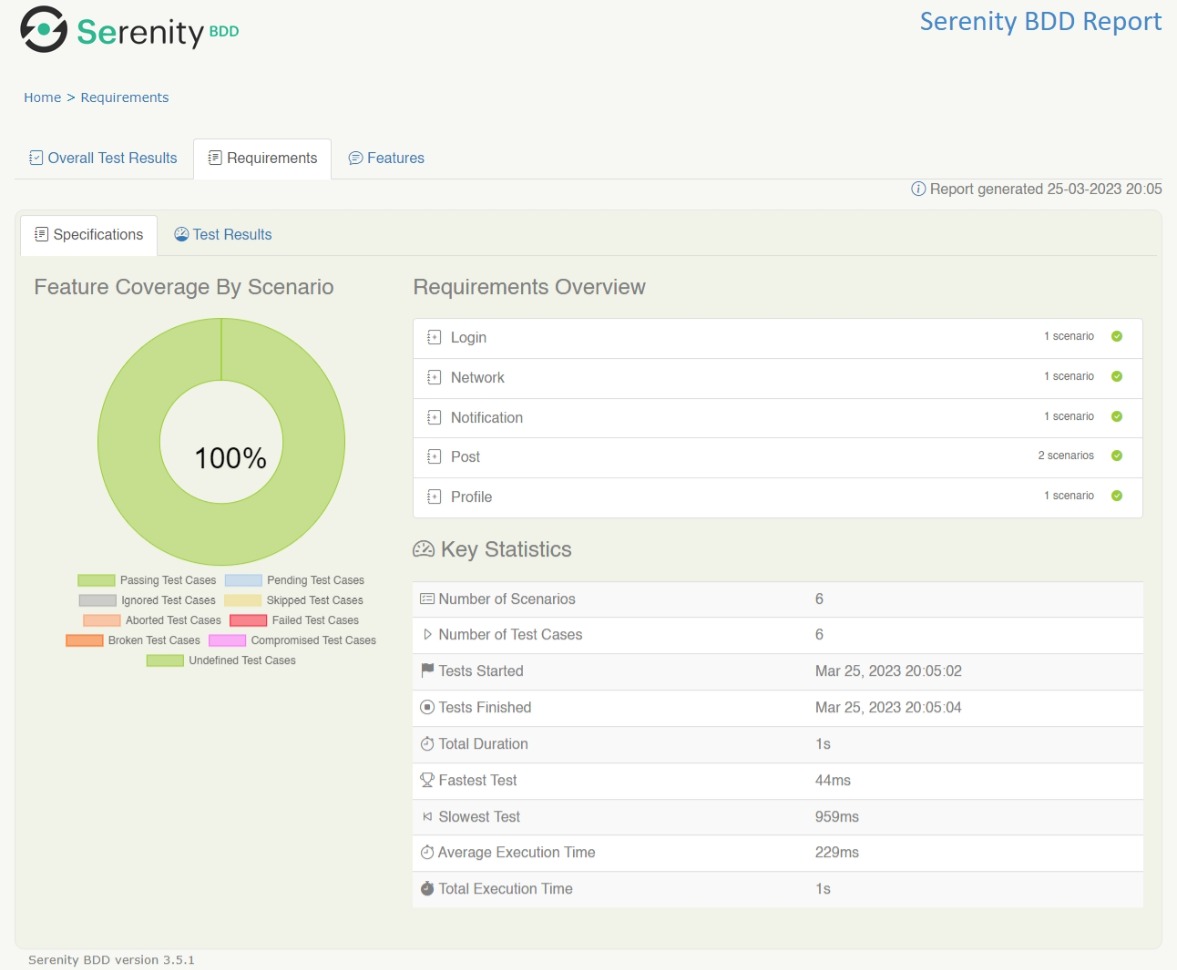 Serenity BDD
Serenity BDD Report
Home > Requirements
Overall Test Results Requirements Features
Report generated 25-03-2023 20:05
Specifications Test Results
Feature Coverage By Scenario
100%
Passing Test Cases Pending Test Cases
Ignored Test Cases Skipped Test Cases
Aborted Test Cases Failed Test Cases
Broken Test Cases Compromised Test Cases
Undefined Test Cases
Requirements Overview
Login 1 scenario
Network 1 scenario
Notification 1 scenario
Post 2 scenarios
Profile 1 scenario
Key Statistics
Number of Scenarios 6
Number of Test Cases 6
Tests Started Mar 25, 2023 20:05:02
Tests Finished Mar 25, 2023 20:05:04
Total Duration 1s
Fastest Test 44ms
Slowest Test 959ms
Average Execution Time 229ms
Total Execution Time 1s
Serenity BDD version 3.5.1